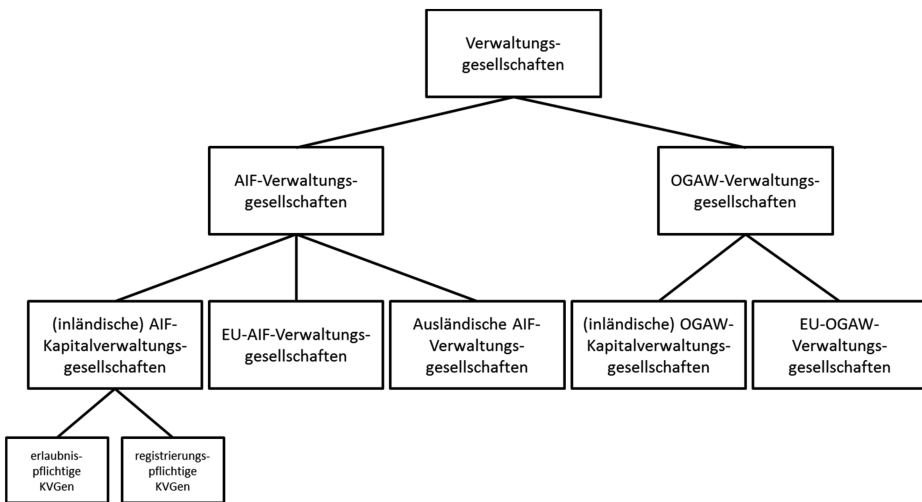 Verwaltungs-
gesellschaften
AIF-Verwaltungs-
gesellschaften
OGAW-Verwaltungs-
gesellschaften
(inländische) AIF-
Kapitalverwaltungs-
gesellschaften
EU-AIF-Verwaltungs-
gesellschaften
Ausländische AIF-
Verwaltungs-
gesellschaften
(inländische) OGAW-
Kapitalverwaltungs-
gesellschaften
EU-OGAW-
Verwaltungs-
gesellschaften
erlaubnis-
pflichtige
KVGen
registrierungs-
pflichtige
KVGen